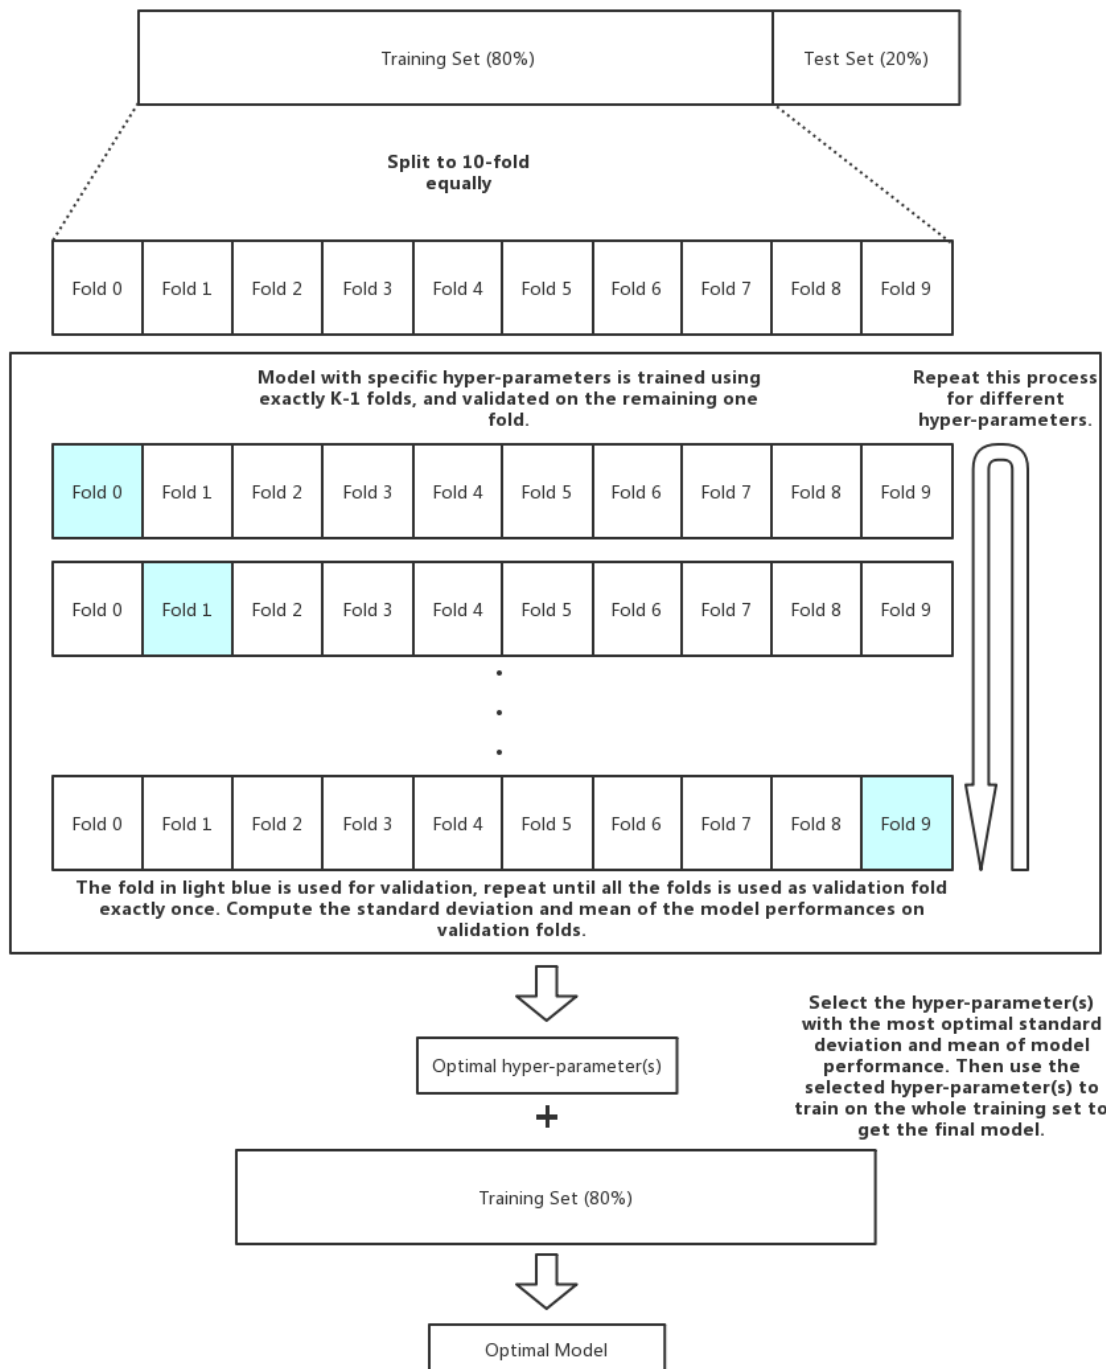 Training Set (80%)
Test Set (20%)
Split to 10-fold
equally
Fold 0 Fold 1 Fold 2 Fold 3 Fold 4 Fold 5 Fold 6 Fold 7 Fold 8 Fold 9
Model with specific hyper-parameters is trained using
exactly K-1 folds, and validated on the remaining one
fold.
Repeat this process
for different
hyper-parameters.
Fold 0 Fold 1 Fold 2 Fold 3 Fold 4 Fold 5 Fold 6 Fold 7 Fold 8 Fold 9
Fold 0 Fold 1 Fold 2 Fold 3 Fold 4 Fold 5 Fold 6 Fold 7 Fold 8 Fold 9
Fold 0 Fold 1 Fold 2 Fold 3 Fold 4 Fold 5 Fold 6 Fold 7 Fold 8 Fold 9
The fold in light blue is used for validation, repeat until all the folds is used as validation fold
exactly once. Compute the standard deviation and mean of the model performances on
validation folds.
Select the hyper-parameter(s)
with the most optimal standard
deviation and mean of model
performance. Then use the
selected hyper-parameter(s) to
train on the whole training set to
get the final model.
Optimal hyper-parameter(s)
+
Training Set (80%)
Optimal Model